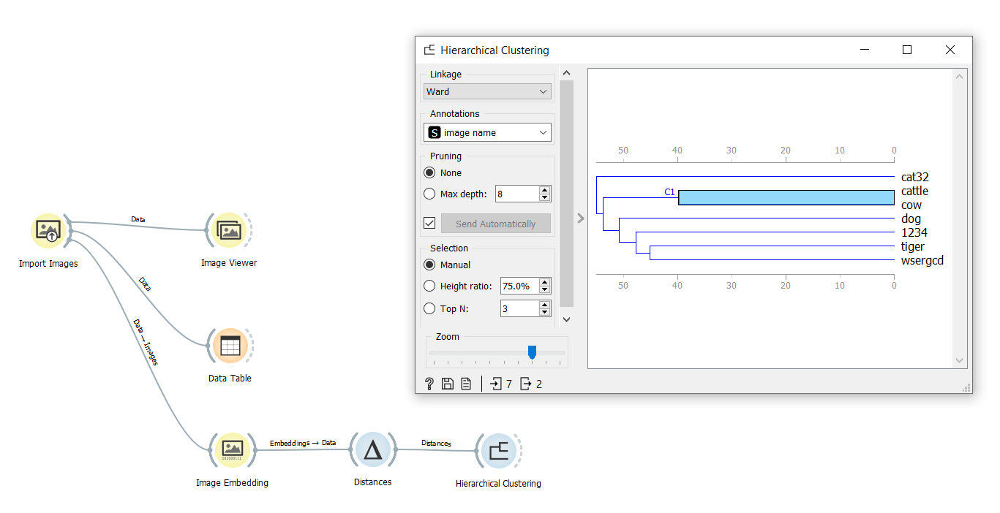 Hierarchical Clustering
Linkage
Ward
Annotations
S image name
Pruning
None
Max depth: 8
Send Automatically
Selection
Manual
Height ratio: 75.0%
Top N: 3
Zoom
? 7 2
50 40 30 20 10 0
cat32
C1 cattle
cow
dog
1234
tiger
wsergcd
50 40 30 20 10 0
Data
Import Images
Image Viewer
Data
Data Table
Data → Images
011000111
Image Embedding
Embeddings → Data
Distances
Distances
Hierarchical Clustering